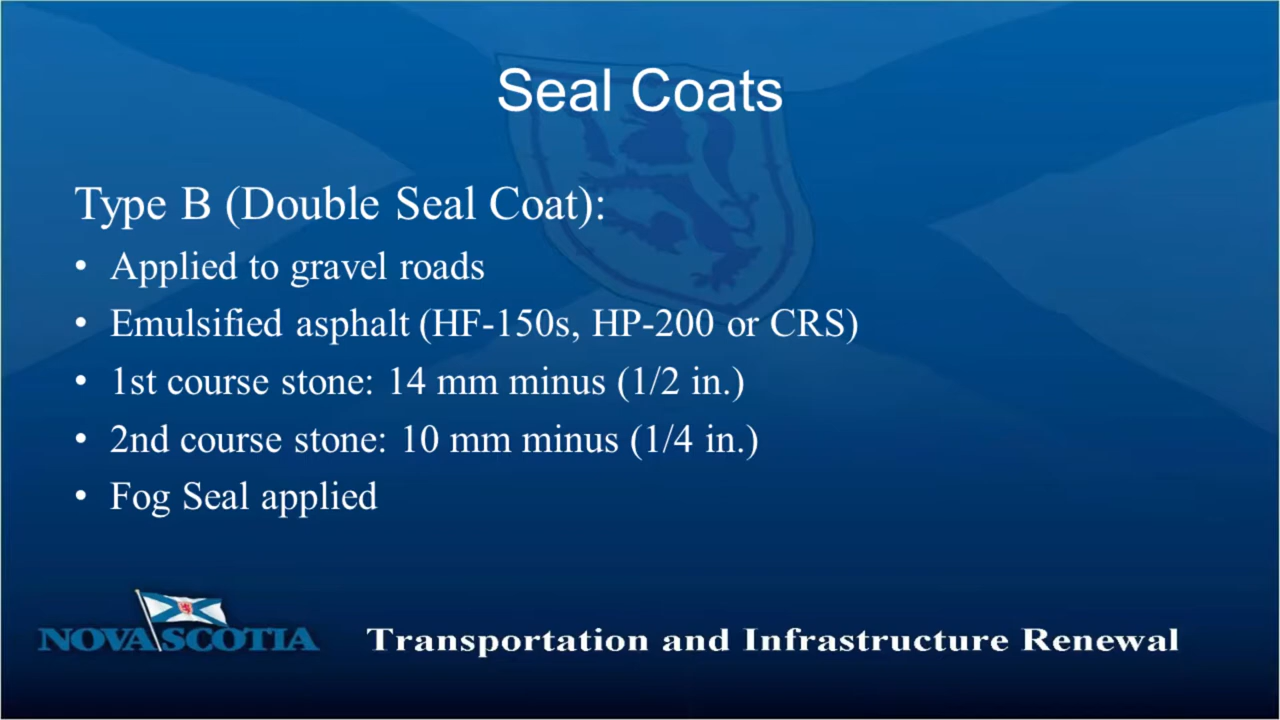 Seal Coats
Type B (Double Seal Coat):
• Applied to gravel roads
• Emulsified asphalt (HF-150s, HP-200 or CRS)
• 1st course stone: 14 mm minus (1/2 in.)
• 2nd course stone: 10 mm minus (1/4 in.)
• Fog Seal applied
NOVA SCOTIA
Transportation and Infrastructure Renewal